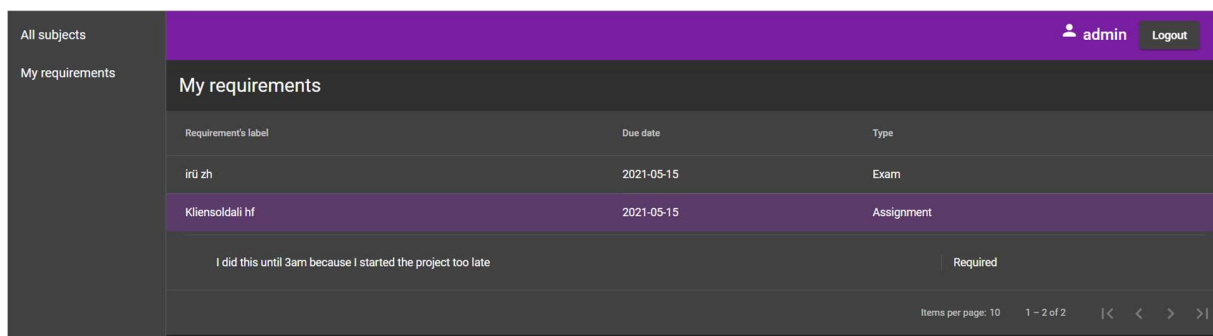 All subjects
admin Logout
My requirements
My requirements
Requirement's label Due date Type
irü zh 2021-05-15 Exam
Kliensoldali hf 2021-05-15 Assignment
I did this until 3am because I started the project too late Required
Items per page: 10 1 – 2 of 2